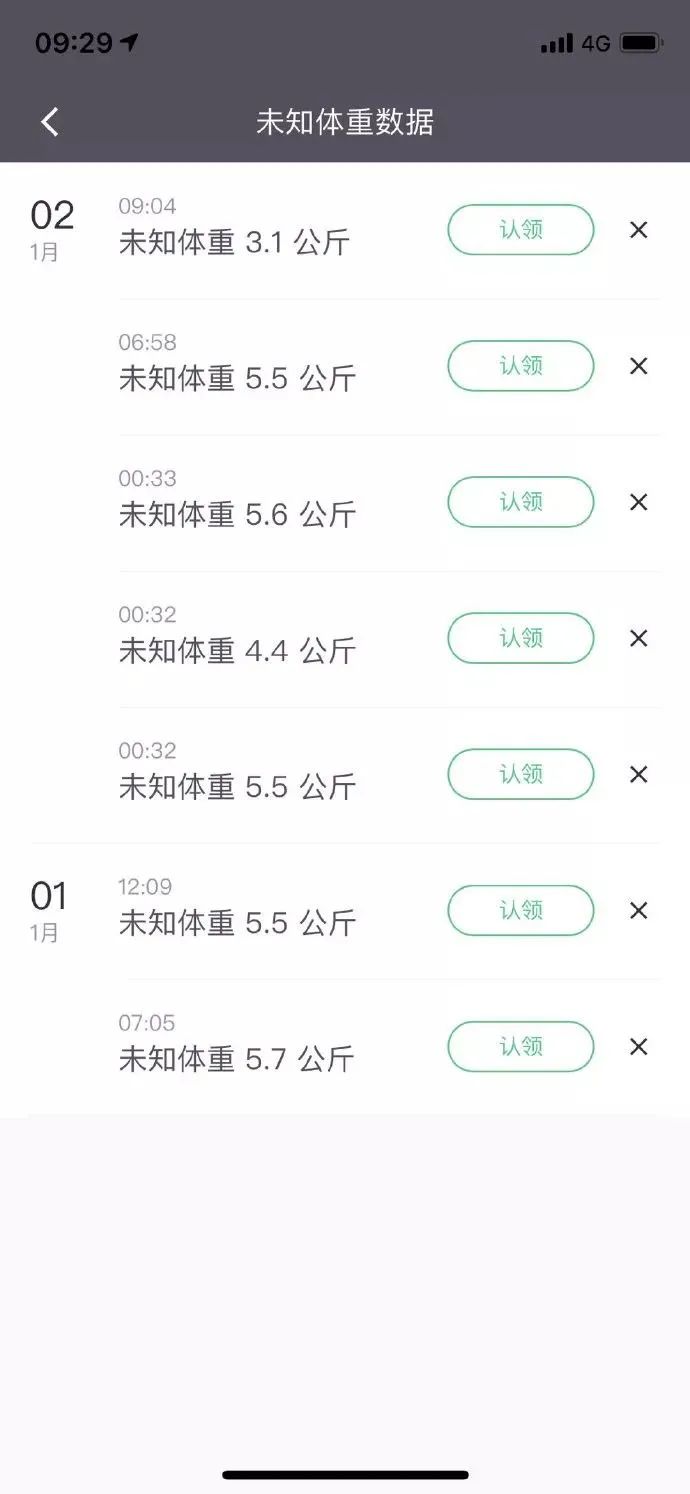 09:29 4G
未知体重数据
02
1月
09:04
未知体重 3.1 公斤
认领
06:58
未知体重 5.5 公斤
认领
00:33
未知体重 5.6 公斤
认领
00:32
未知体重 4.4 公斤
认领
00:32
未知体重 5.5 公斤
认领
01
1月
12:09
未知体重 5.5 公斤
认领
07:05
未知体重 5.7 公斤
认领